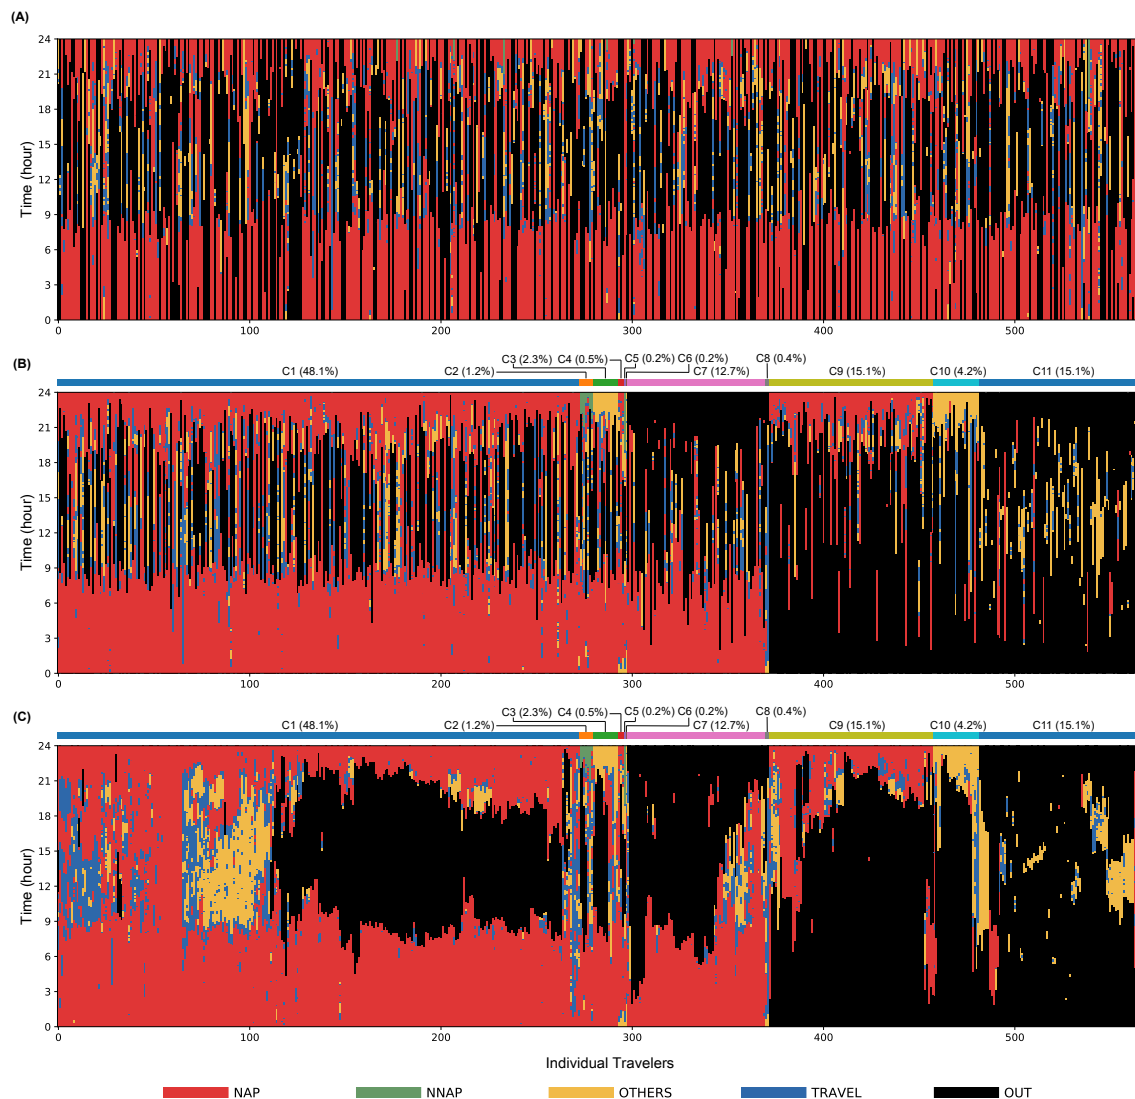 (A)
24
21
18
15
12
9
6
3
0
Time (hour)
0 100 200 300 400 500
(B)
C1 (48.1%) C2 (1.2%) C3 (2.3%) C4 (0.5%) C5 (0.2%) C6 (0.2%) C7 (12.7%) C8 (0.4%) C9 (15.1%) C10 (4.2%) C11 (15.1%)
24
21
18
15
12
9
6
3
0
Time (hour)
0 100 200 300 400 500
(C)
C1 (48.1%) C2 (1.2%) C3 (2.3%) C4 (0.5%) C5 (0.2%) C6 (0.2%) C7 (12.7%) C8 (0.4%) C9 (15.1%) C10 (4.2%) C11 (15.1%)
24
21
18
15
12
9
6
3
0
Time (hour)
0 100 200 300 400 500
Individual Travelers
NAP NNAP OTHERS TRAVEL OUT